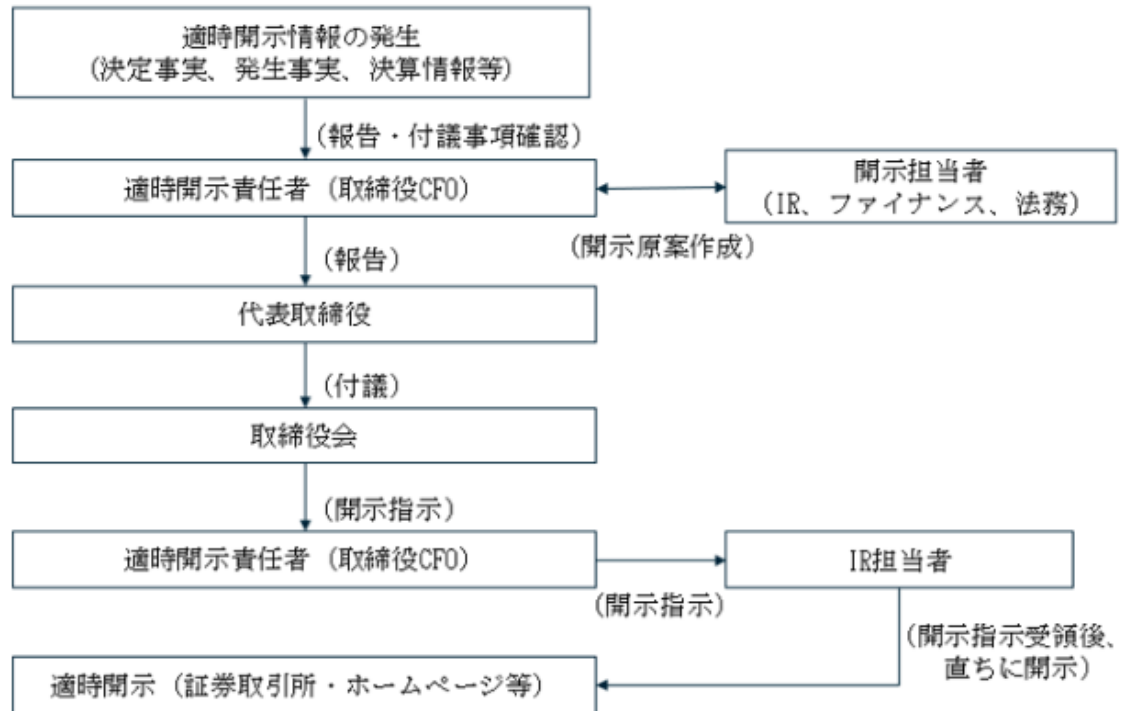 適時開示情報の発生
(決定事実、発生事実、決算情報等)
(報告・付議事項確認)
適時開示責任者（取締役CFO）
開示担当者
（IR、ファイナンス、法務）
(開示原案作成)
(報告)
代表取締役
(付議)
取締役会
(開示指示)
適時開示責任者（取締役CFO）
IR担当者
(開示指示)
(開示指示受領後、
直ちに開示)
適時開示（証券取引所・ホームページ等）